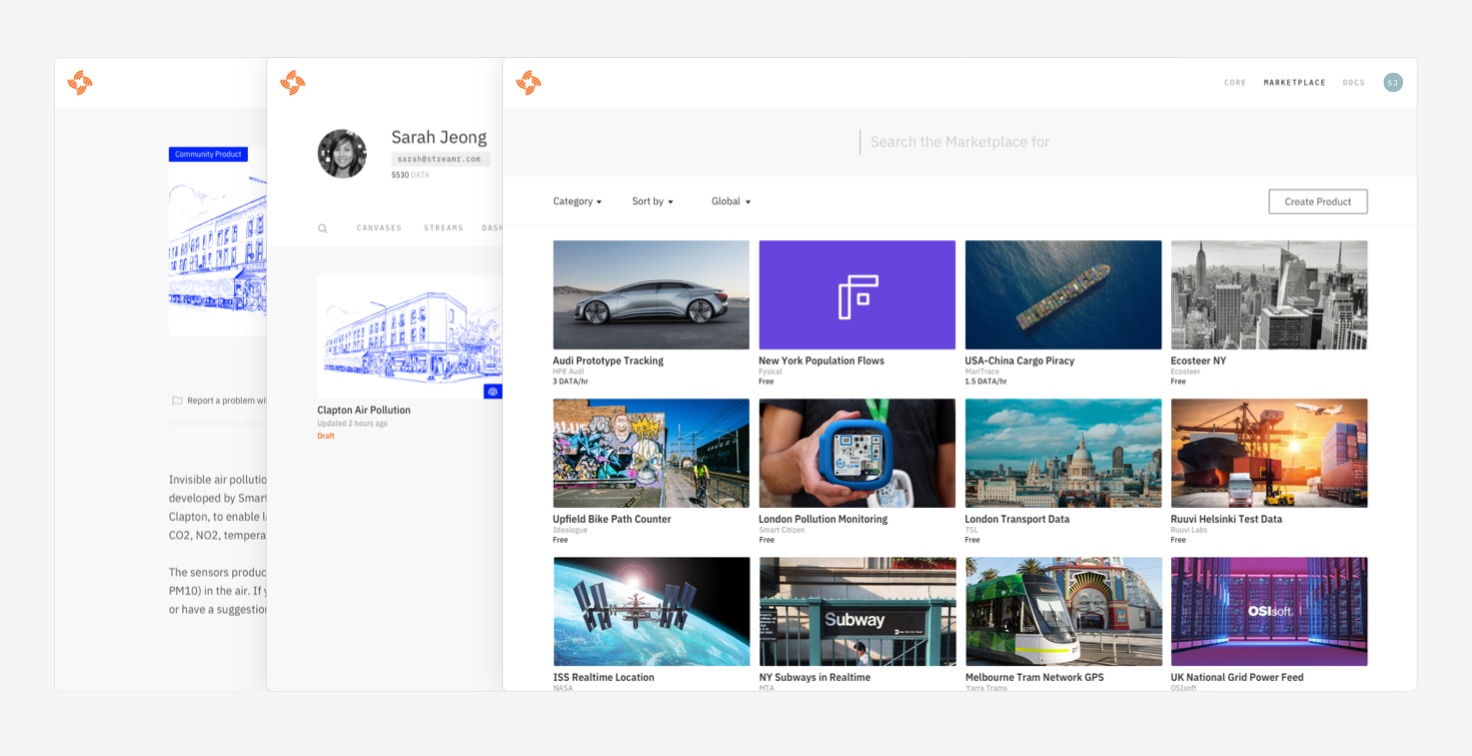 Community Product
Report a problem wi
Invisible air pollutio
developed by Smart
Clapton, to enable l
CO2, NO2, tempera
The sensors produc
PM10) in the air. If y
or have a suggestion
Sarah Jeong
sarah@streamr.com
5530 DATA
CANVASES STREAMS DASH
Clapton Air Pollution
Updated 2 hours ago
Draft
CORE MARKETPLACE DOCS SJ
Search the Marketplace for
Category Sort by Global Create Product
Audi Prototype Tracking
HPE Audi
3 DATA/hr
New York Population Flows
Fysical
Free
USA-China Cargo Piracy
MariTrace
1.5 DATA/hr
Ecosteer NY
Ecosteer
Free
Upfield Bike Path Counter
Idealogue
Free
London Pollution Monitoring
Smart Citizen
Free
London Transport Data
TSL
Free
Ruuvi Helsinki Test Data
Ruuvi Labs
Free
ISS Realtime Location
NASA
Subway
NY Subways in Realtime
MTA
Melbourne Tram Network GPS
Yarra Trams
OSIsoft.
UK National Grid Power Feed
OSIsoft